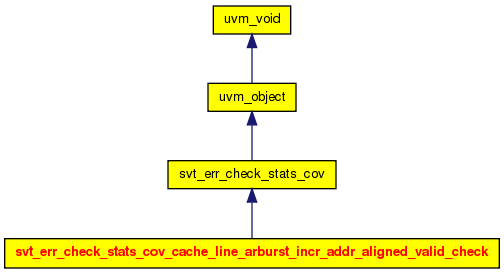 uvm_void
uvm_object
svt_err_check_stats_cov
svt_err_check_stats_cov_cache_line_arburst_incr_addr_aligned_valid_check